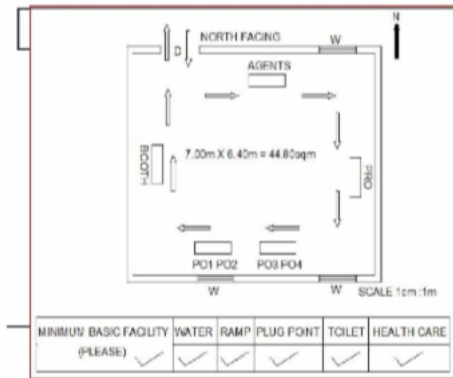 NORTH FACING
W
N
D
AGENTS
7.00m X 6.40m = 44.80sqm
BOOTH
PRO
PO1 PO2
PO3 PO4
W
W
SCALE 1cm :1m
MINIMUM BASIC FACILITY
(PLEASE)
WATER
RAMP
PLUG POINT
TOILET
HEALTH CARE